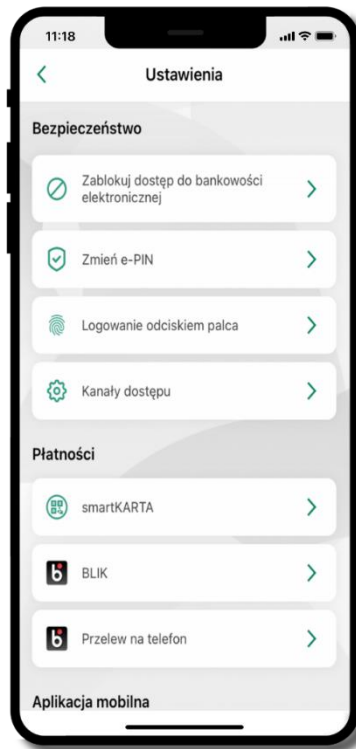 11:18
Ustawienia
Bezpieczeństwo
Zablokuj dostęp do bankowości
elektronicznej
Zmień e-PIN
Logowanie odciskiem palca
Kanały dostępu
Płatności
smartKARTA
BLIK
Przelew na telefon
Aplikacja mobilna